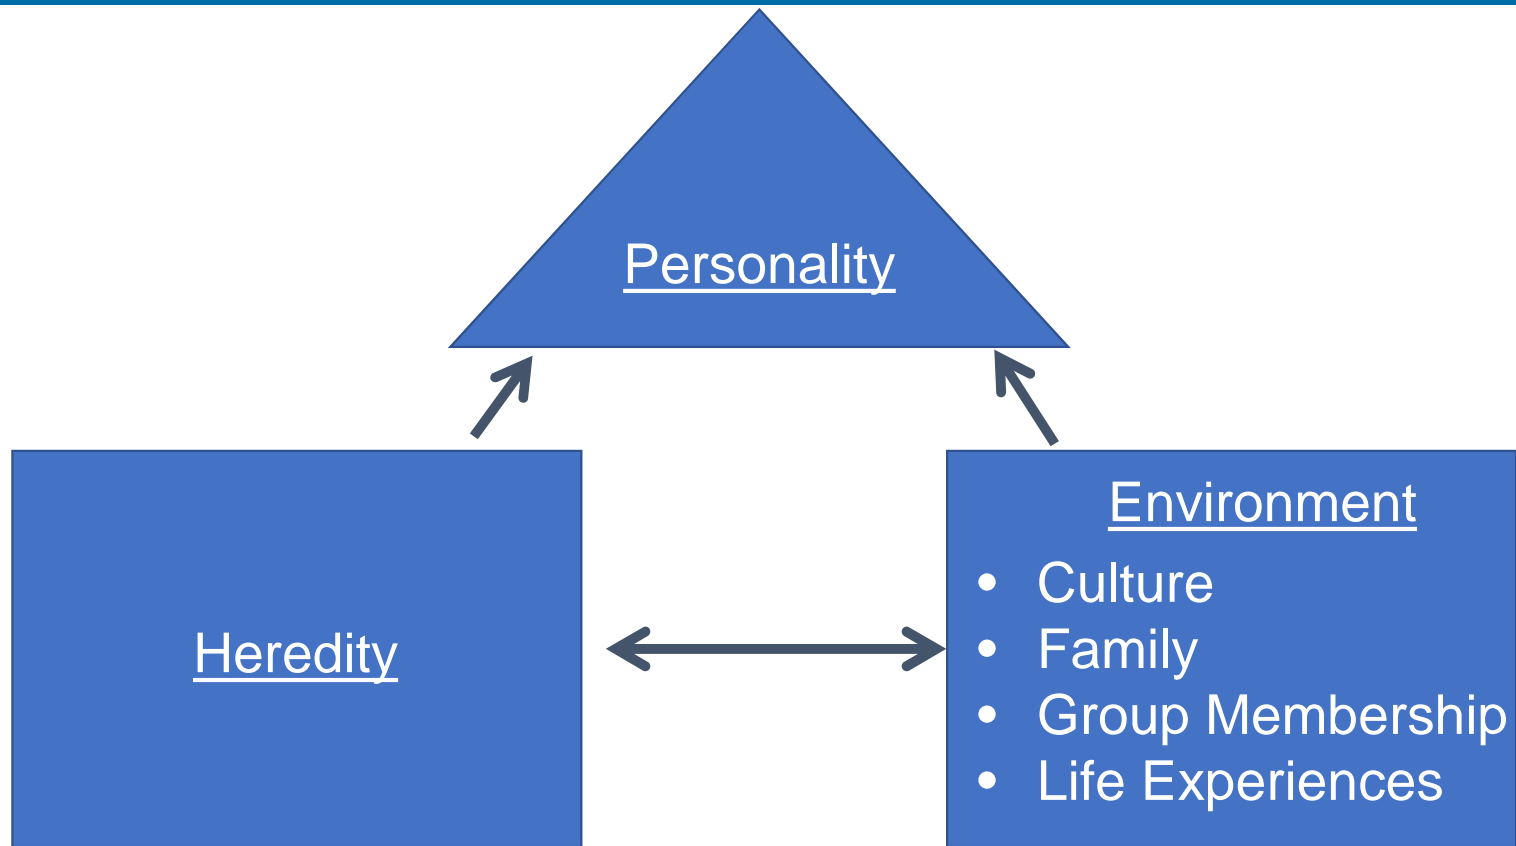 Personality
Heredity
Environment
• Culture
• Family
• Group Membership
• Life Experiences